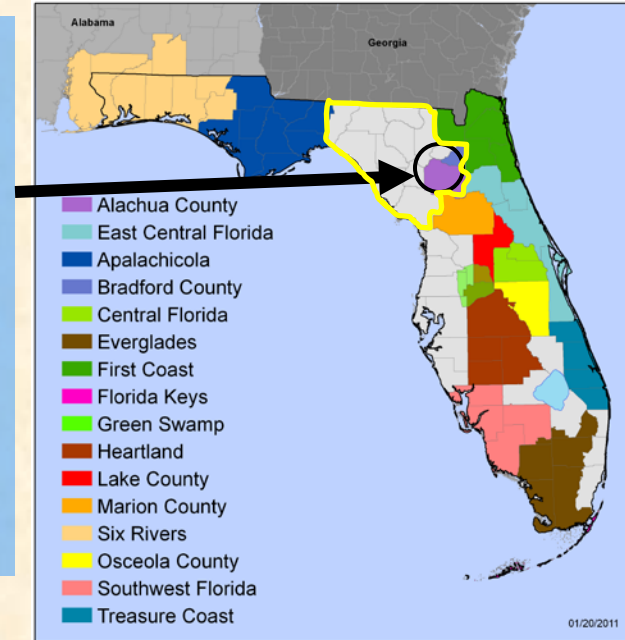 Alabama
Georgia
Alachua County
East Central Florida
Apalachicola
Bradford County
Central Florida
Everglades
First Coast
Florida Keys
Green Swamp
Heartland
Lake County
Marion County
Six Rivers
Osceola County
Southwest Florida
Treasure Coast
01/20/2011